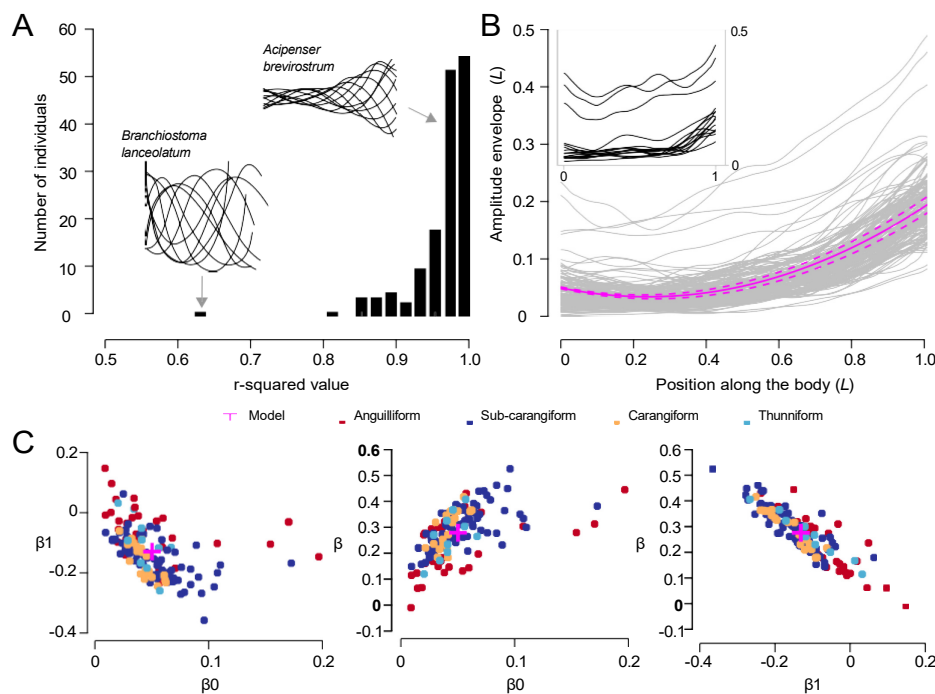 A
60
50
40
30
20
10
0
Number of individuals
Acipenser
brevirostrum
Branchiostoma
lanceolatum
0.5 0.6 0.7 0.8 0.9 1.0
r-squared value
B
0.5
0.4
0.3
0.2
0.1
0
Amplitude envelope (L)
0.5
0
0 1
0 0.2 0.4 0.6 0.8 1.0
Position along the body (L)
Model Anguilliform Sub-carangiform Carangiform Thunniform
C
0.2
0
-0.2
-0.4
β1
0 0.1 0.2
β0
0.6
0.5
0.4
0.3
0.2
0.1
0
-0.1
β
0 0.1 0.2
β0
0.6
0.5
0.4
0.3
0.2
0.1
0
-0.1
β
-0.4 -0.2 0 0.2
β1